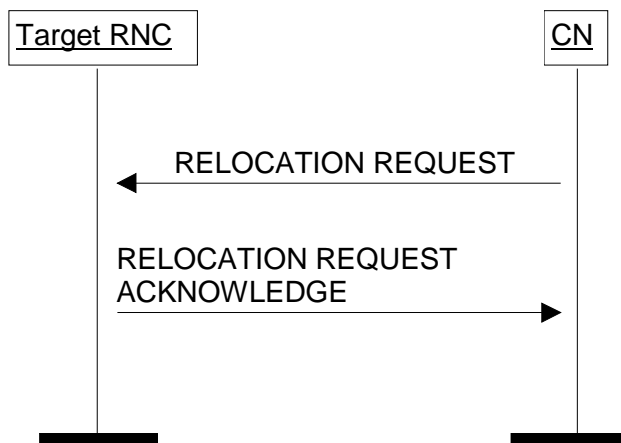 Target RNC
CN
RELOCATION REQUEST
RELOCATION REQUEST
ACKNOWLEDGE